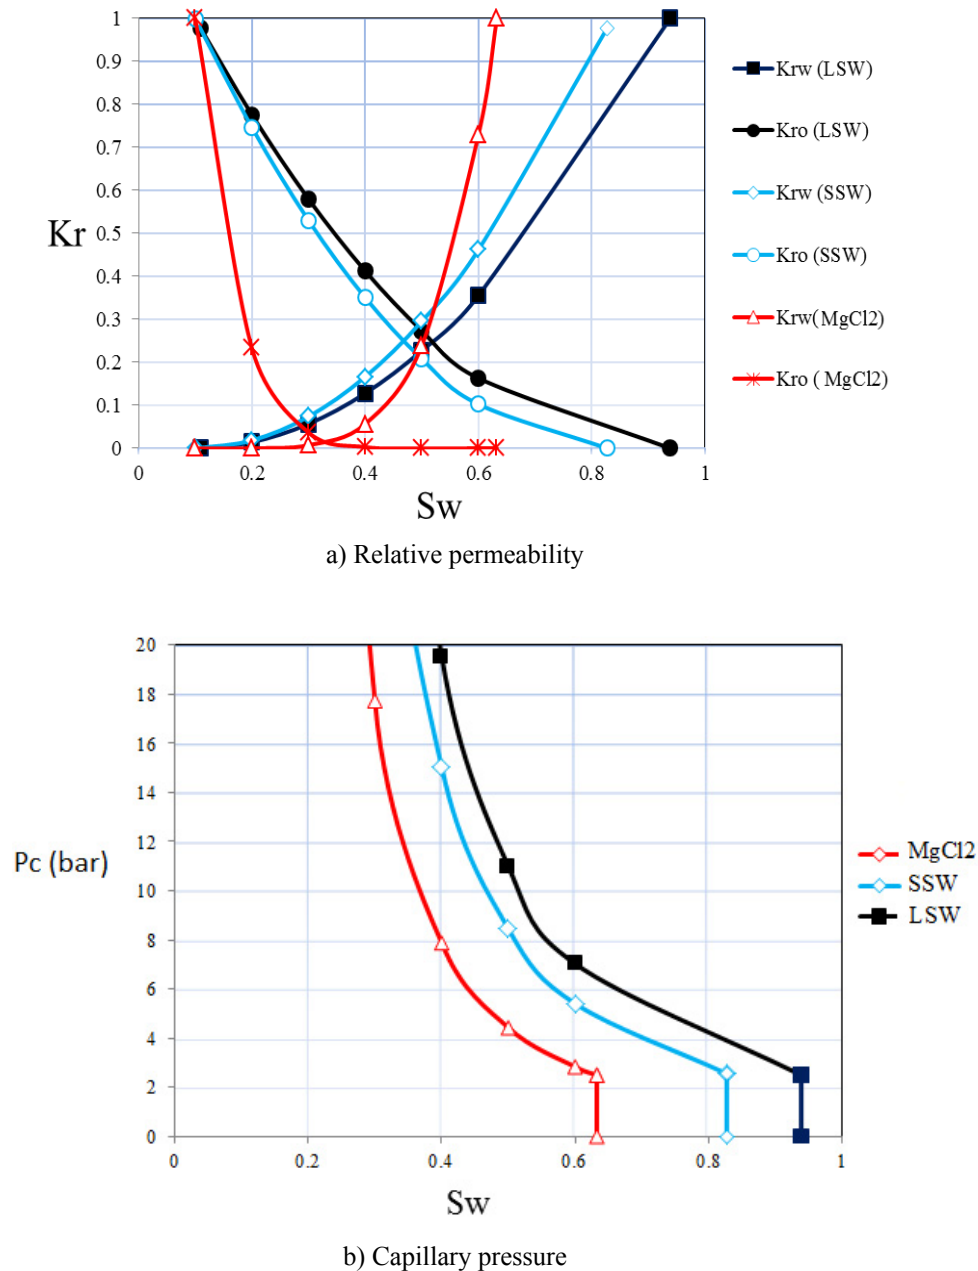 1
0.9
0.8
0.7
0.6
0.5
0.4
0.3
0.2
0.1
0
Kr
0
0.2
0.4
0.6
0.8
1
Sw
Krw (LSW)
Kro (LSW)
Krw (SSW)
Kro (SSW)
Krw(MgCl2)
Kro ( MgCl2)
a) Relative permeability
20
18
16
14
12
10
8
6
4
2
0
Pc (bar)
0
0.2
0.4
0.6
0.8
1
Sw
MgCl2
SSW
LSW
b) Capillary pressure